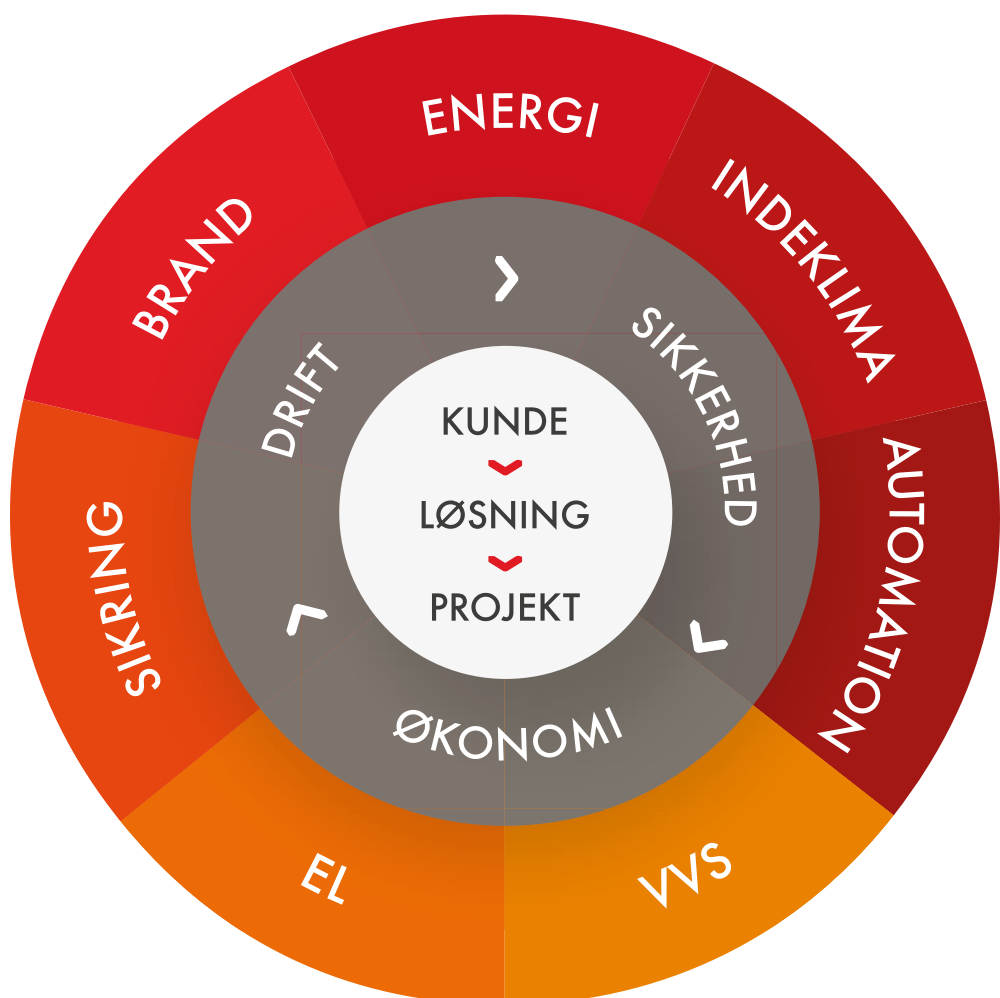 ENERGI
INDEKLIMA
AUTOMATION
VVS
EL
SIKRING
BRAND
DRIFT
SIKKERHED
ØKONOMI
KUNDE
LØSNING
PROJEKT